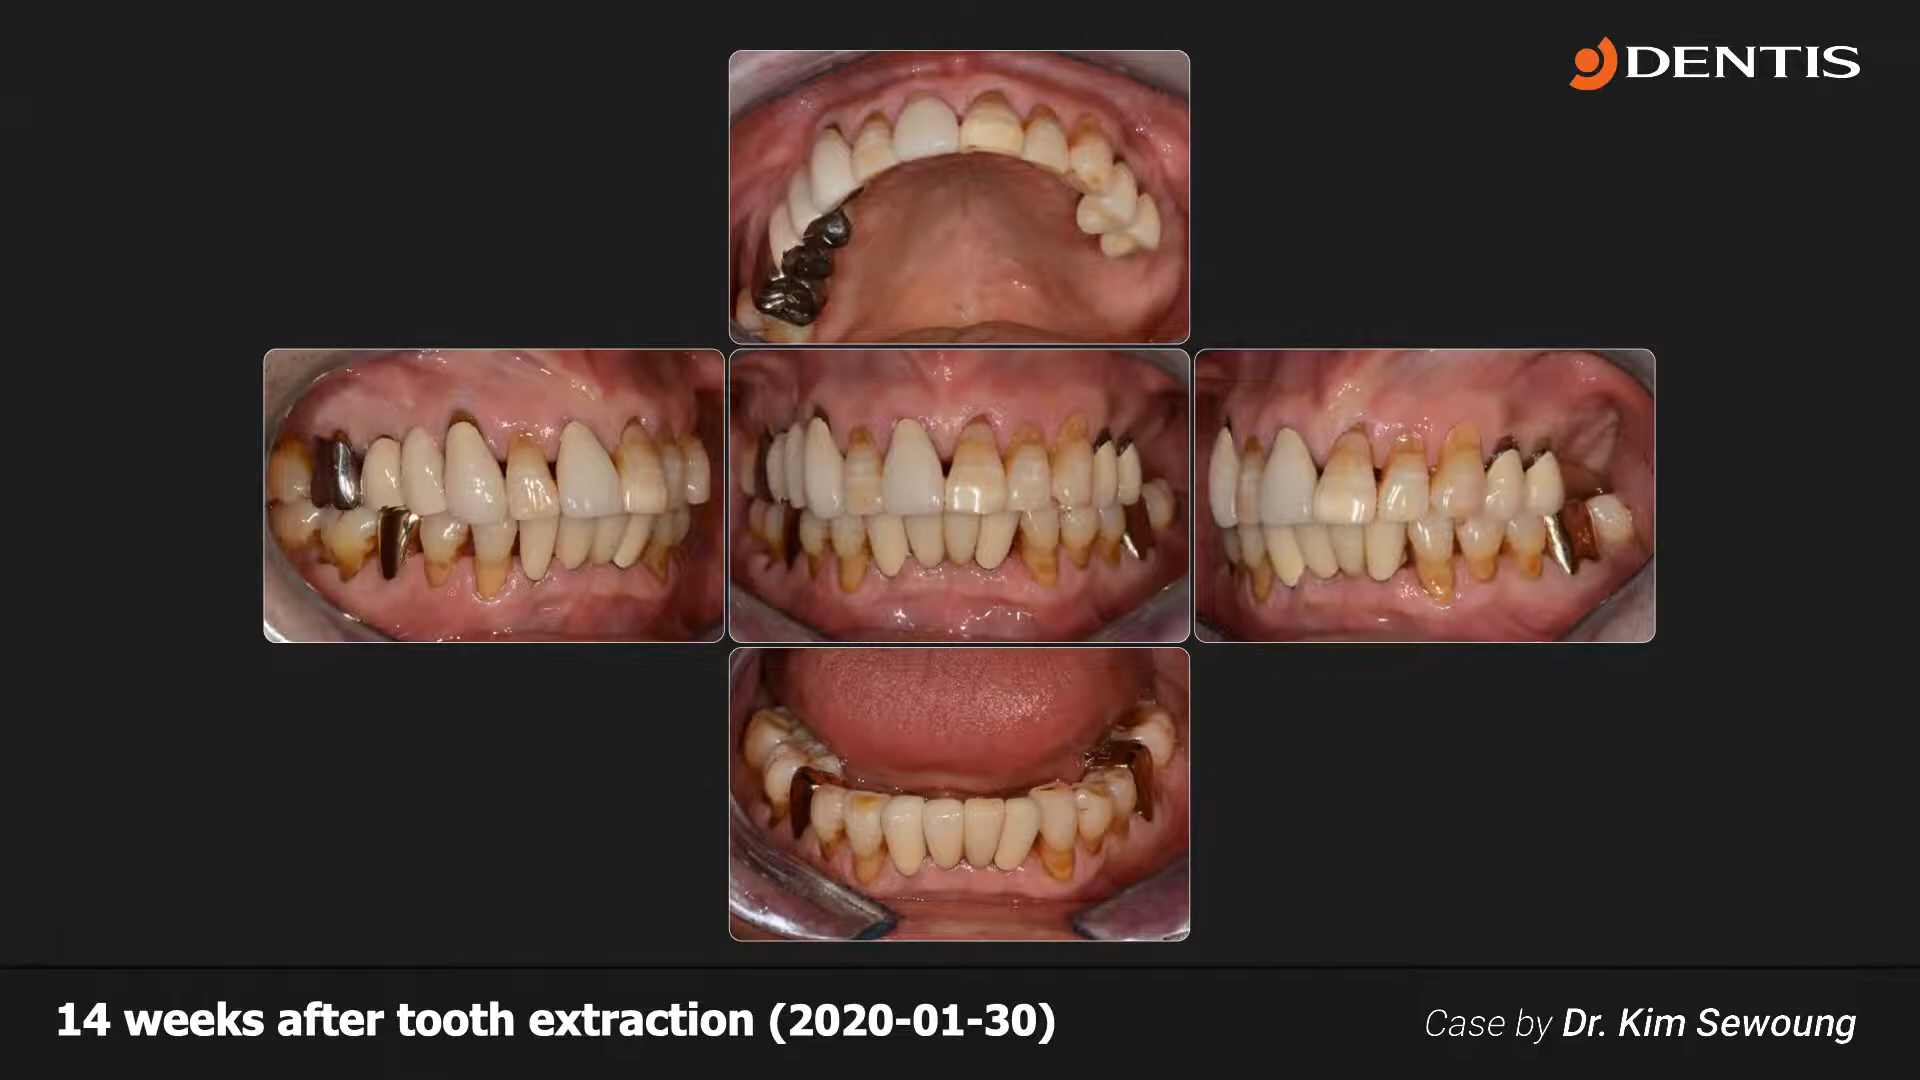 DENTIS
14 weeks after tooth extraction (2020-01-30)
Case by Dr. Kim Sewoung